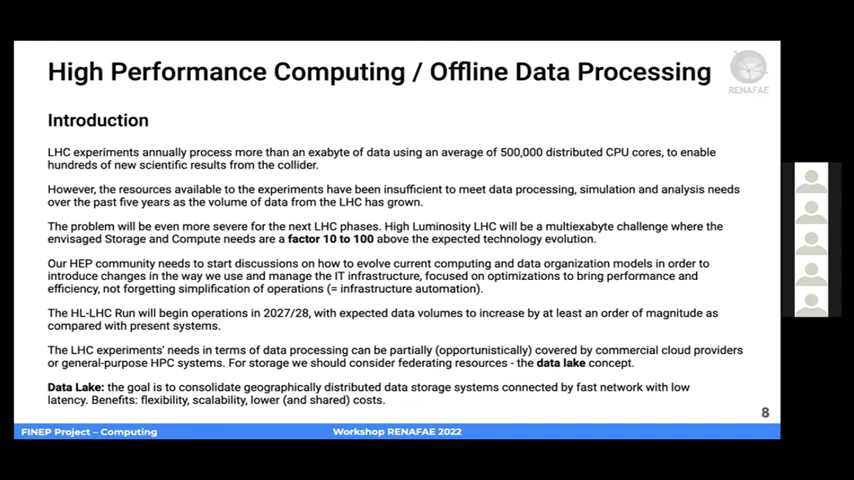 High Performance Computing / Offline Data Processing
RENAFAE
Introduction
LHC experiments annually process more than an exabyte of data using an average of 500,000 distributed CPU cores, to enable
hundreds of new scientific results from the collider.
However, the resources available to the experiments have been insufficient to meet data processing, simulation and analysis needs
over the past five years as the volume of data from the LHC has grown.
The problem will be even more severe for the next LHC phases. High Luminosity LHC will be a multiexabyte challenge where the
envisaged Storage and Compute needs are a factor 10 to 100 above the expected technology evolution.
Our HEP community needs to start discussions on how to evolve current computing and data organization models in order to
introduce changes in the way we use and manage the IT infrastructure, focused on optimizations to bring performance and
efficiency, not forgetting simplification of operations (= infrastructure automation).
The HL-LHC Run will begin operations in 2027/28, with expected data volumes to increase by at least an order of magnitude as
compared with present systems.
The LHC experiments' needs in terms of data processing can be partially (opportunistically) covered by commercial cloud providers
or general-purpose HPC systems. For storage we should consider federating resources - the data lake concept.
Data Lake: the goal is to consolidate geographically distributed data storage systems connected by fast network with low
latency. Benefits: flexibility, scalability, lower (and shared) costs.
8
FINEP Project – Computing
Workshop RENAFAE 2022